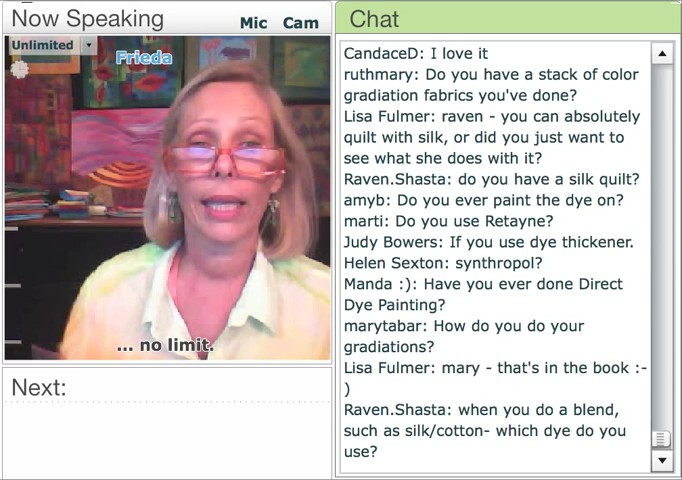 Now Speaking
Mic Cam
Unlimited
Frieda
... no limit.
Next:
Chat
CandaceD: I love it
ruthmary: Do you have a stack of color
gradiation fabrics you've done?
Lisa Fulmer: raven - you can absolutely
quilt with silk, or did you just want to
see what she does with it?
Raven.Shasta: do you have a silk quilt?
amyb: Do you ever paint the dye on?
marti: Do you use Retayne?
Judy Bowers: If you use dye thickener.
Helen Sexton: synthropol?
Manda :): Have you ever done Direct
Dye Painting?
marytabar: How do you do your
gradiations?
Lisa Fulmer: mary - that's in the book :-
)
Raven.Shasta: when you do a blend,
such as silk/cotton- which dye do you
use?